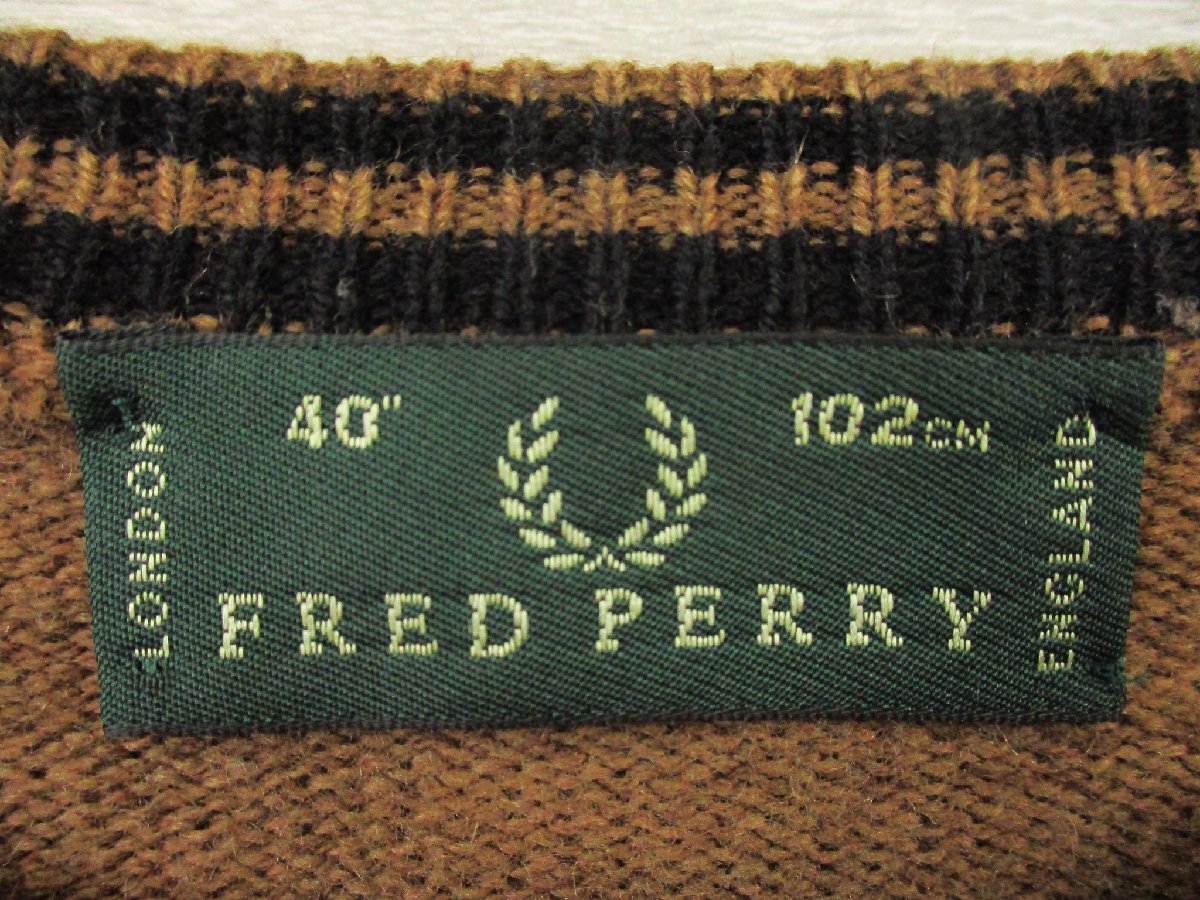 40" 102CM
LONDON
FRED PERRY
ENGLAND